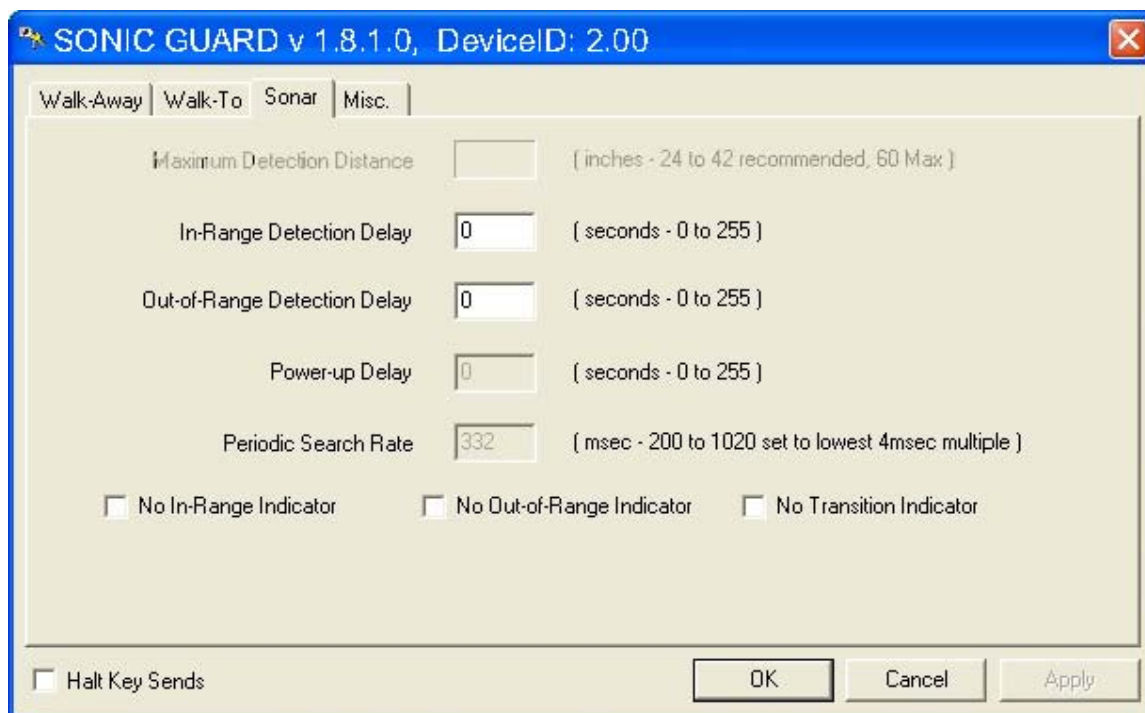 SONIC GUARD v 1.8.1.0, DeviceID: 2.00
Walk-Away Walk-To Sonar Misc.
Maximum Detection Distance ( inches - 24 to 42 recommended, 60 Max )
In-Range Detection Delay 0 ( seconds - 0 to 255 )
Out-of-Range Detection Delay 0 ( seconds - 0 to 255 )
Power-up Delay 0 ( seconds - 0 to 255 )
Periodic Search Rate 332 ( msec - 200 to 1020 set to lowest 4msec multiple )
No In-Range Indicator No Out-of-Range Indicator No Transition Indicator
Halt Key Sends OK Cancel Apply